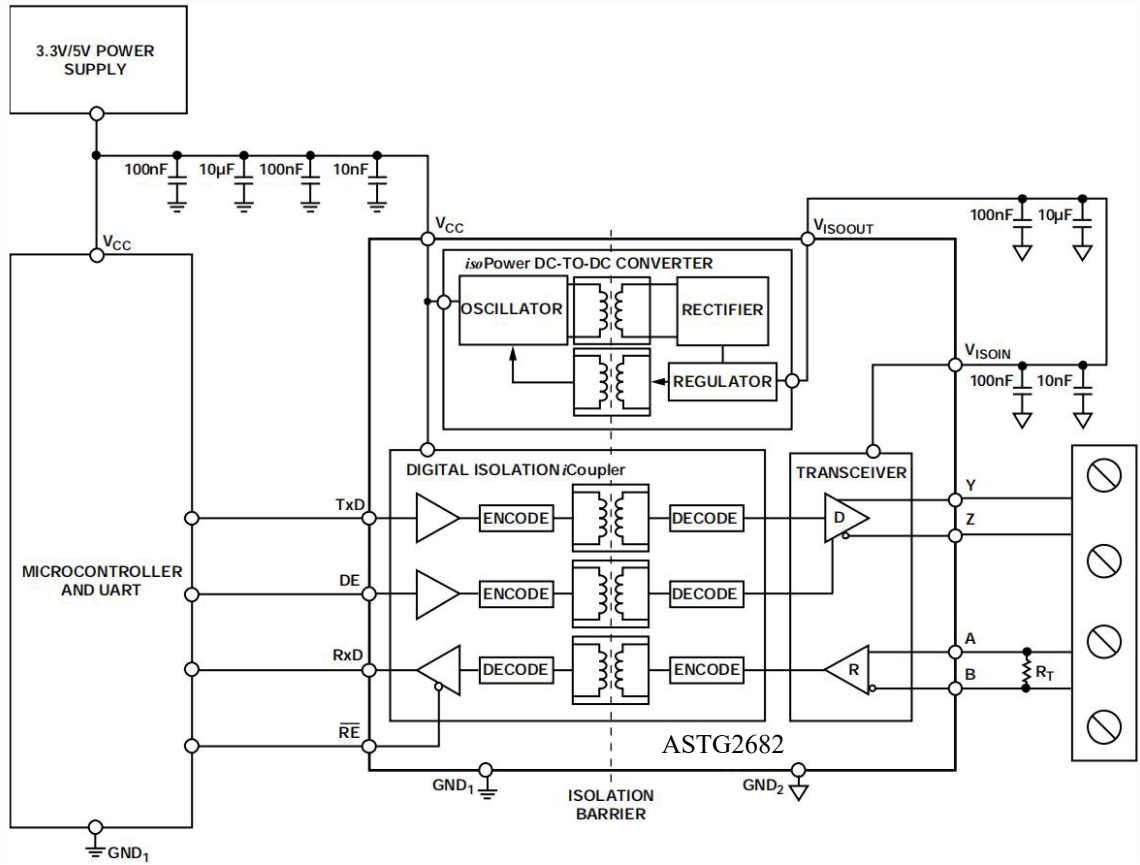 3.3V/5V POWER
SUPPLY
100nF
10µF
100nF
10nF
VCC
VCC
VISOOUT
100nF
10µF
isoPower DC-TO-DC CONVERTER
OSCILLATOR
RECTIFIER
REGULATOR
VISOIN
100nF
10nF
DIGITAL ISOLATION iCoupler
TRANSCEIVER
TxD
ENCODE
DECODE
D
Y
Z
MICROCONTROLLER
AND UART
DE
ENCODE
DECODE
RxD
DECODE
ENCODE
R
A
B
RT
RE
ASTG2682
GND1
ISOLATION
BARRIER
GND2
GND1